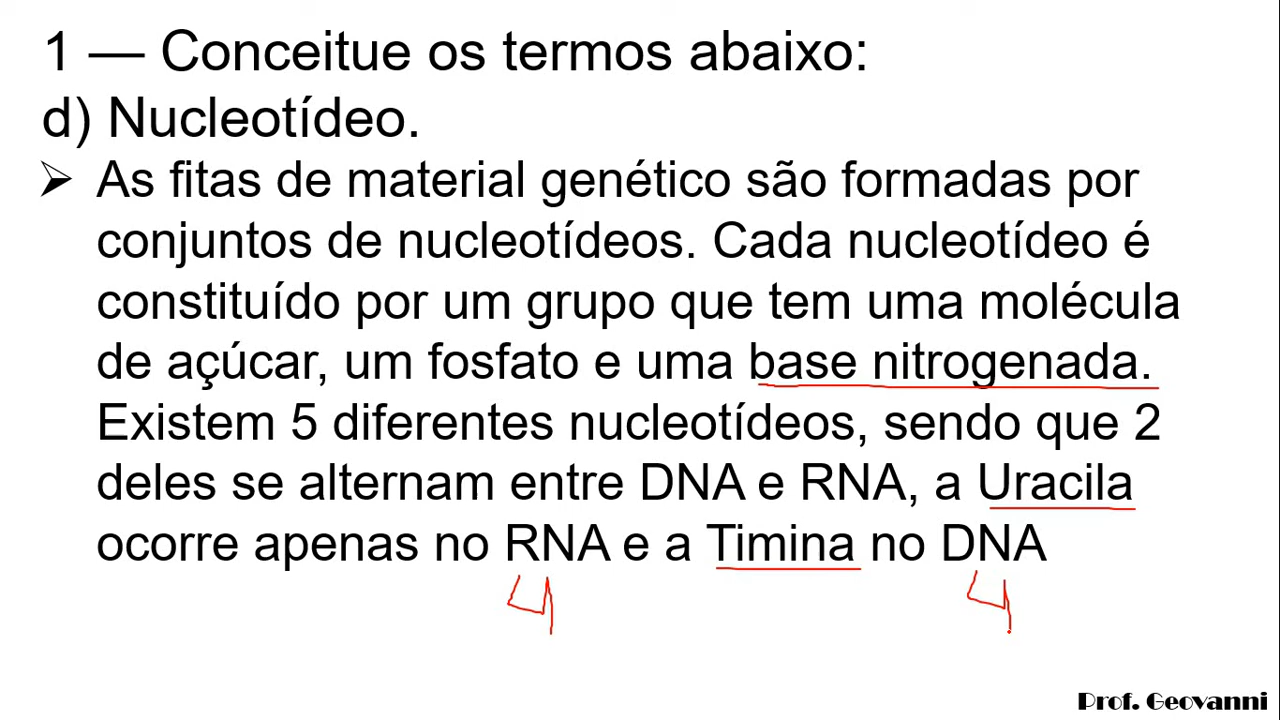 1 — Conceitue os termos abaixo:
d) Nucleotídeo.
➢ As fitas de material genético são formadas por
conjuntos de nucleotídeos. Cada nucleotídeo é
constituído por um grupo que tem uma molécula
de açúcar, um fosfato e uma base nitrogenada.
Existem 5 diferentes nucleotídeos, sendo que 2
deles se alternam entre DNA e RNA, a Uracila
ocorre apenas no RNA e a Timina no DNA
4 4
Prof. Geovanni